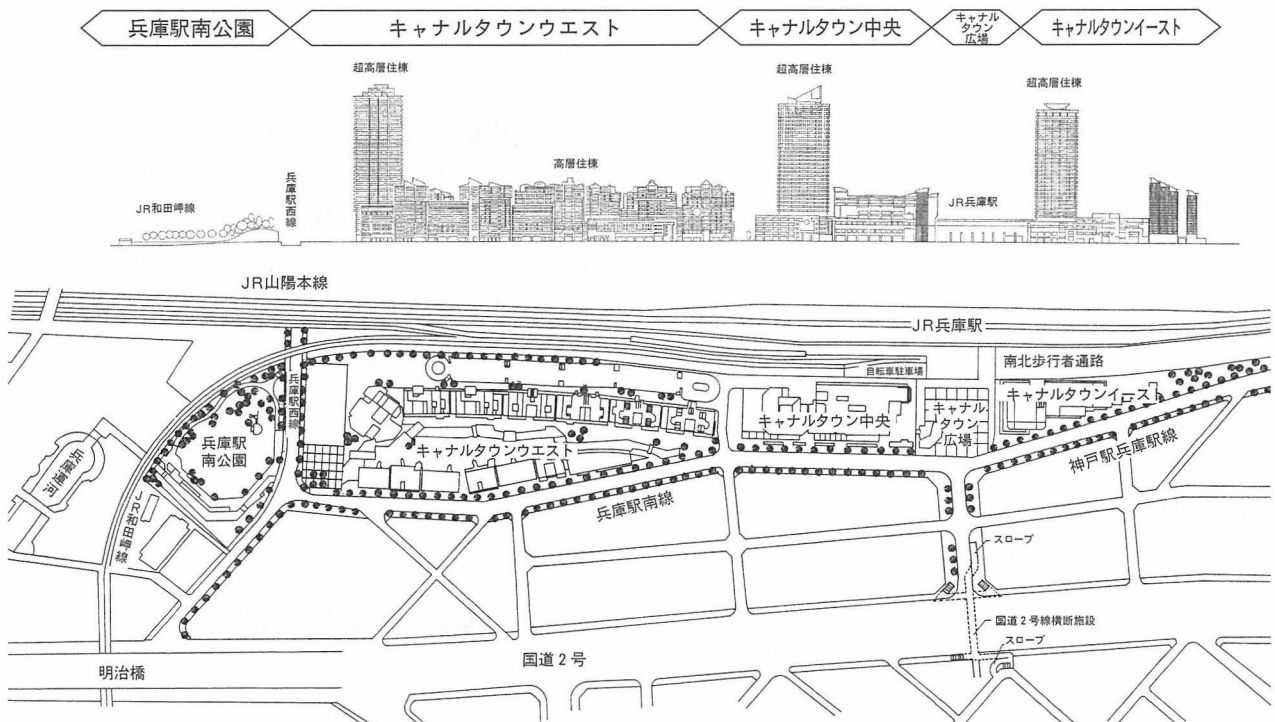 兵庫駅南公園
キャナルタウンウエスト
キャナルタウン中央
キャナル
タウン
広場
キャナルタウンイースト
超高層住棟
超高層住棟
超高層住棟
高層住棟
兵庫駅西線
JR和田岬線
JR兵庫駅
JR山陽本線
JR兵庫駅
南北歩行者通路
自転車駐車場
兵庫駅西線
キャナルタウンイースト
キャナルタウン中央
キャナル
タウン
広場
兵庫駅
南公園
キャナルタウンウエスト
兵庫運河
神戸駅兵庫駅線
兵庫駅南線
JR和田岬線
スロープ
国道2号線横断施設
スロープ
国道2号
明治橋